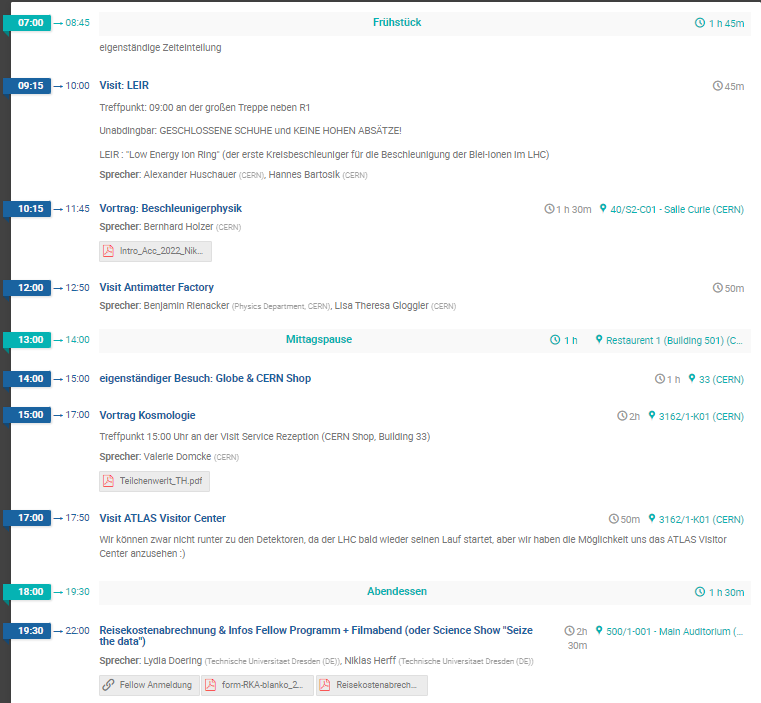 07:00 → 08:45 Frühstück 1 h 45m
eigenständige Zeiteinteilung
09:15 → 10:00 Visit: LEIR 45m
Treffpunkt: 09:00 an der großen Treppe neben R1
Unabdingbar: GESCHLOSSENE SCHUHE und KEINE HOHEN ABSÄTZE!
LEIR : "Low Energy Ion Ring" (der erste Kreisbeschleuniger für die Beschleunigung der Blei-Ionen im LHC)
Sprecher: Alexander Huschauer (CERN), Hannes Bartosik (CERN)
10:15 → 11:45 Vortrag: Beschleunigerphysik 1 h 30m 40/S2-C01 - Salle Curie (CERN)
Sprecher: Bernhard Holzer (CERN)
Intro_Acc_2022_Nik...
12:00 → 12:50 Visit Antimatter Factory 50m
Sprecher: Benjamin Rienacker (Physics Department, CERN), Lisa Theresa Gloggler (CERN)
13:00 → 14:00 Mittagspause 1 h Restaurent 1 (Building 501) (C...
14:00 → 15:00 eigenständiger Besuch: Globe & CERN Shop 1 h 33 (CERN)
15:00 → 17:00 Vortrag Kosmologie 2h 3162/1-K01 (CERN)
Treffpunkt 15:00 Uhr an der Visit Service Rezeption (CERN Shop, Building 33)
Sprecher: Valerie Domcke (CERN)
Teilchenwerlt_TH.pdf
17:00 → 17:50 Visit ATLAS Visitor Center 50m 3162/1-K01 (CERN)
Wir können zwar nicht runter zu den Detektoren, da der LHC bald wieder seinen Lauf startet, aber wir haben die Möglichkeit uns das ATLAS Visitor
Center anzusehen :)
18:00 → 19:30 Abendessen 1 h 30m
19:30 → 22:00 Reisekostenabrechnung & Infos Fellow Programm + Filmabend (oder Science Show "Seize 2h 500/1-001 - Main Auditorium (...
the data") 30m
Sprecher: Lydia Doering (Technische Universitaet Dresden (DE)), Niklas Herff (Technische Universitaet Dresden (DE))
Fellow Anmeldung form-RKA-blanko_2... Reisekostenabrech...